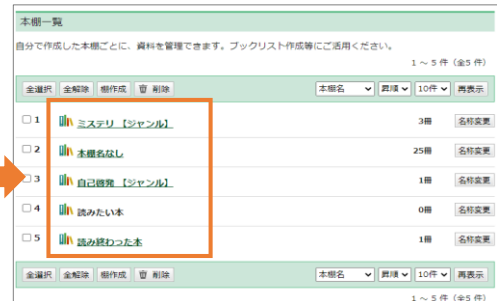 本棚一覧
自分で作成した本棚ごとに、資料を管理できます。ブックリスト作成等にご活用ください。
1 ～ 5 件（全5 件）
全選択 全解除 棚作成 削除 本棚名 昇順 10件 再表示
1 ミステリ 【ジャンル】 3冊 名称変更
2 本棚名なし 25冊 名称変更
3 自己啓発 【ジャンル】 1冊 名称変更
4 読みたい本 0冊 名称変更
5 読み終わった本 1冊 名称変更
全選択 全解除 棚作成 削除 本棚名 昇順 10件 再表示
1 ～ 5 件（全5 件）